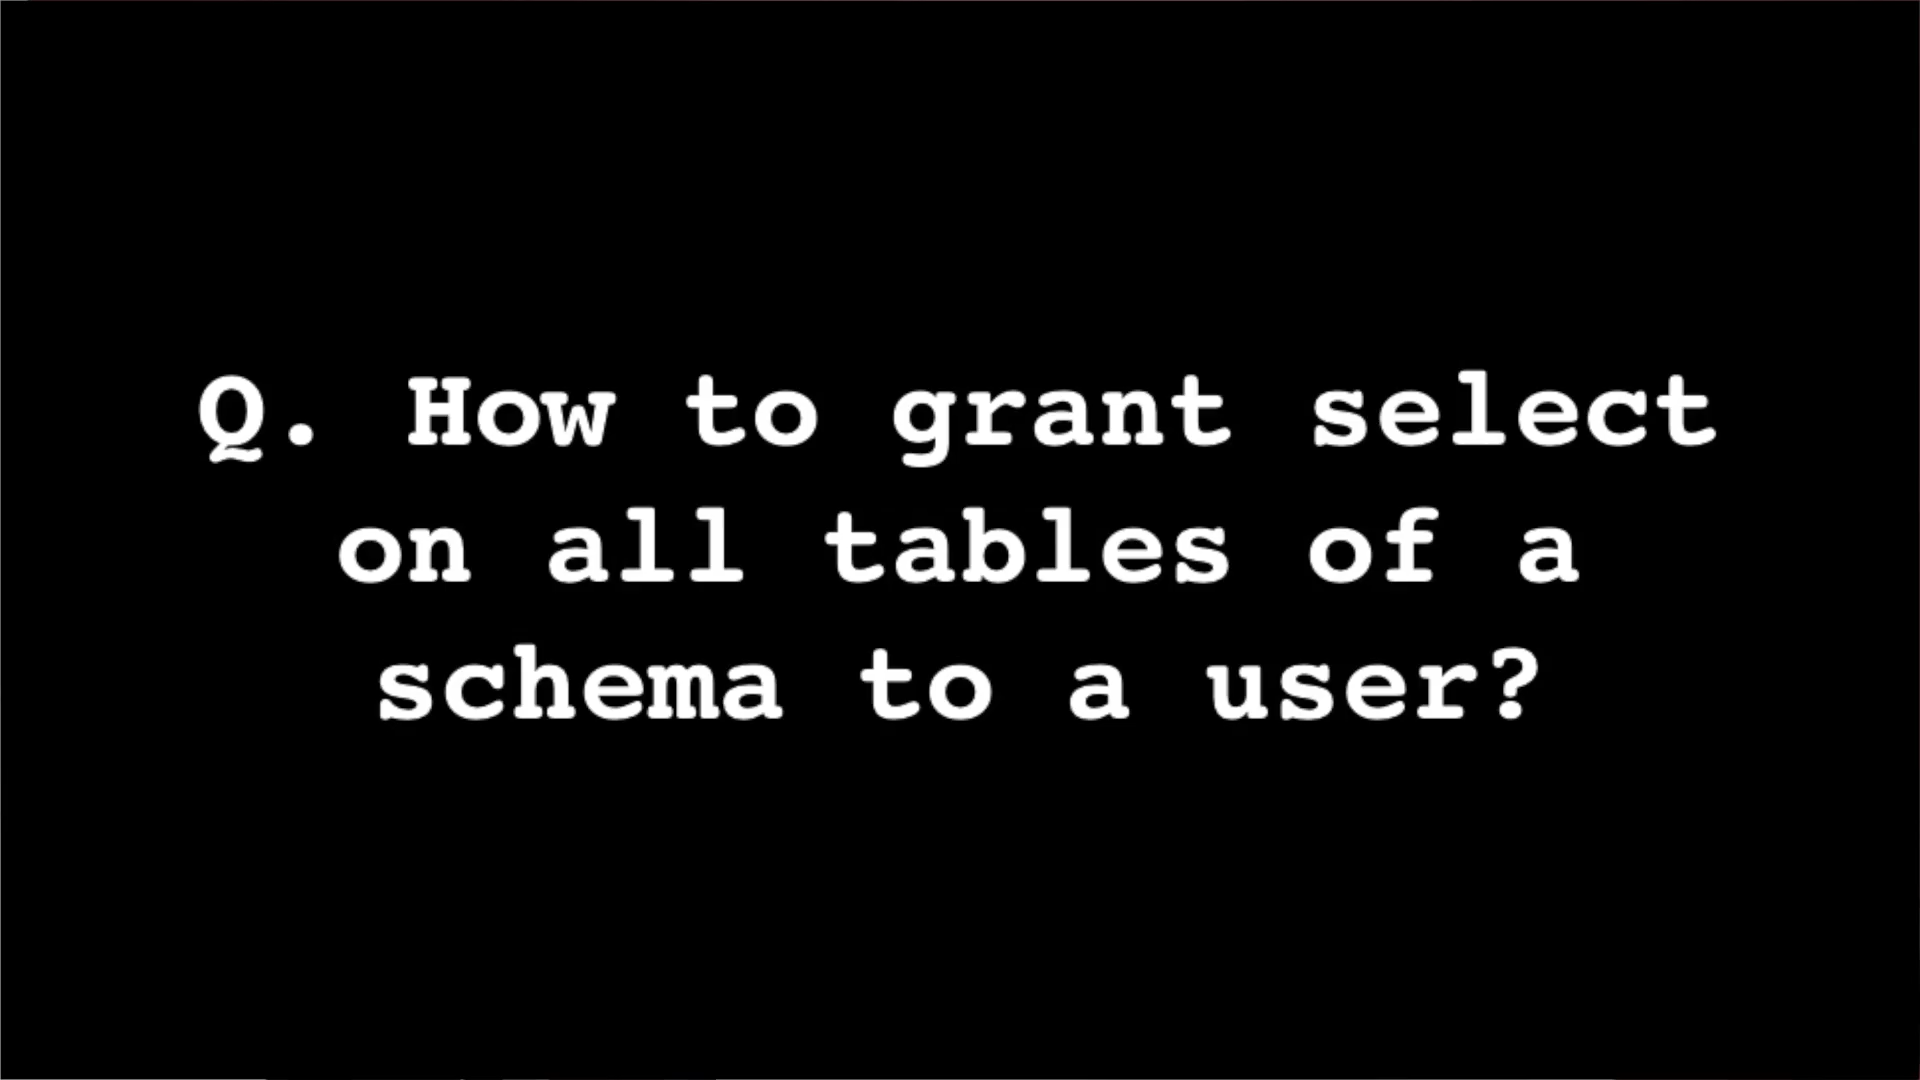 Q. How to grant select
on all tables of a
schema to a user?